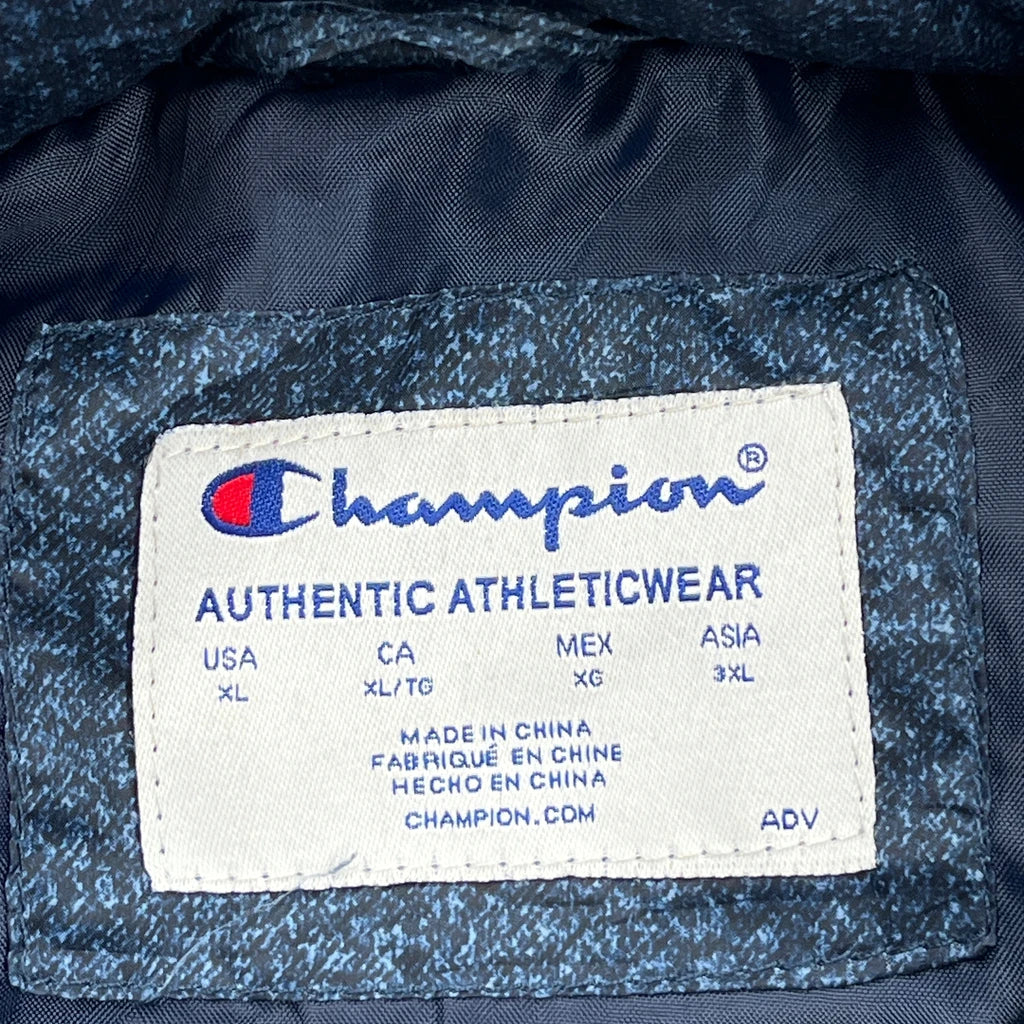 Champion®
AUTHENTIC ATHLETICWEAR
USA CA MEX ASIA
XL XL/TG XG 3XL
MADE IN CHINA
FABRIQUÉ EN CHINE
HECHO EN CHINA
CHAMPION.COM
ADV